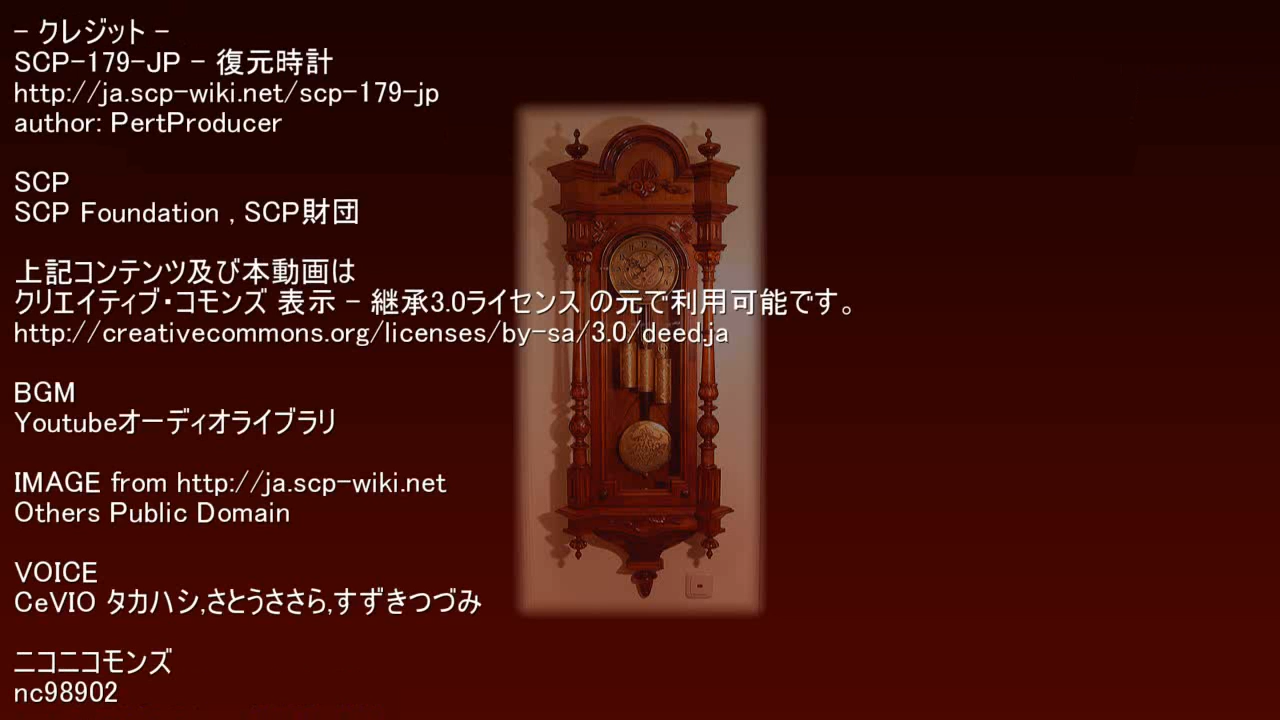 - クレジット -
SCP-179-JP - 復元時計
http://ja.scp-wiki.net/scp-179-jp
author: PertProducer
SCP
SCP Foundation , SCP財団
上記コンテンツ及び本動画は
クリエイティブ・コモンズ 表示 - 継承3.0ライセンス の元で利用可能です。
http://creativecommons.org/licenses/by-sa/3.0/deed.ja
BGM
Youtubeオーディオライブラリ
IMAGE from http://ja.scp-wiki.net
Others Public Domain
VOICE
CeVIO タカハシ,さとうささら,すずきつづみ
ニコニコモンズ
nc98902